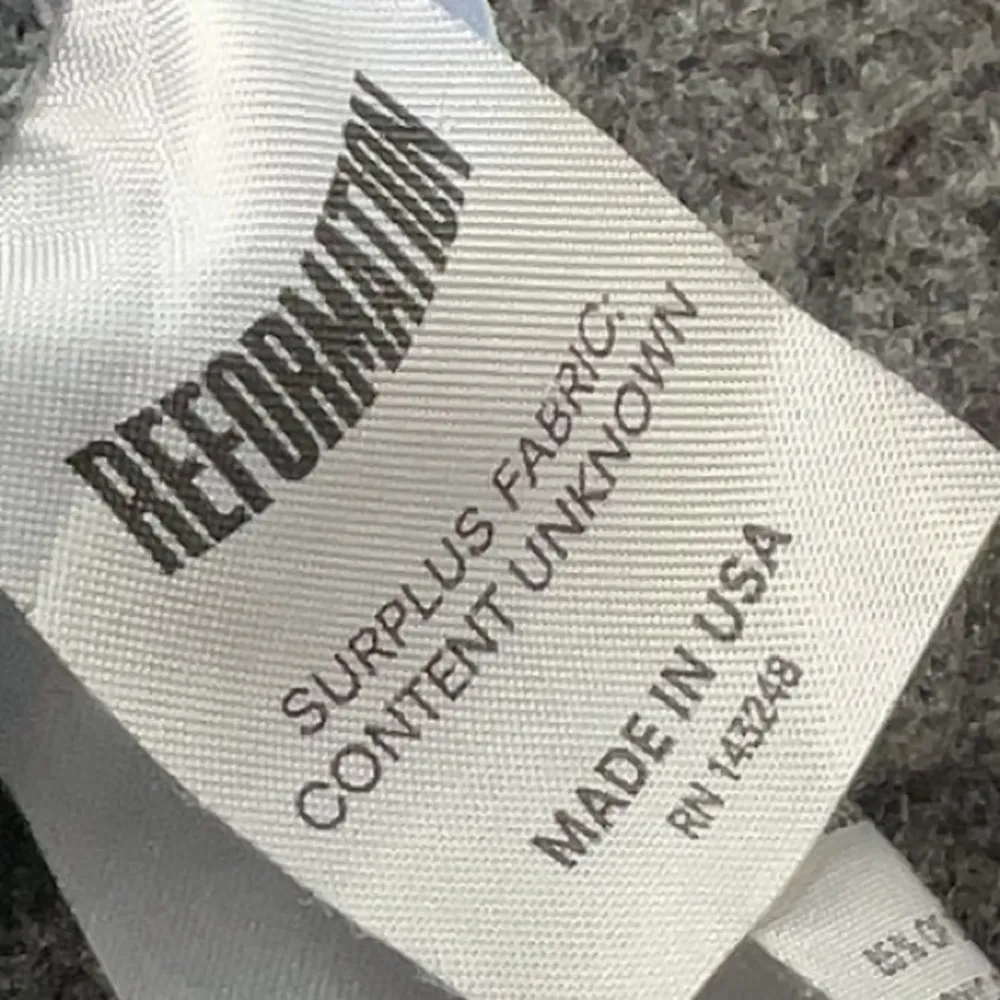 REFORMATION
SURPLUS FABRIC:
CONTENT UNKNOWN
MADE IN USA
RN 143248